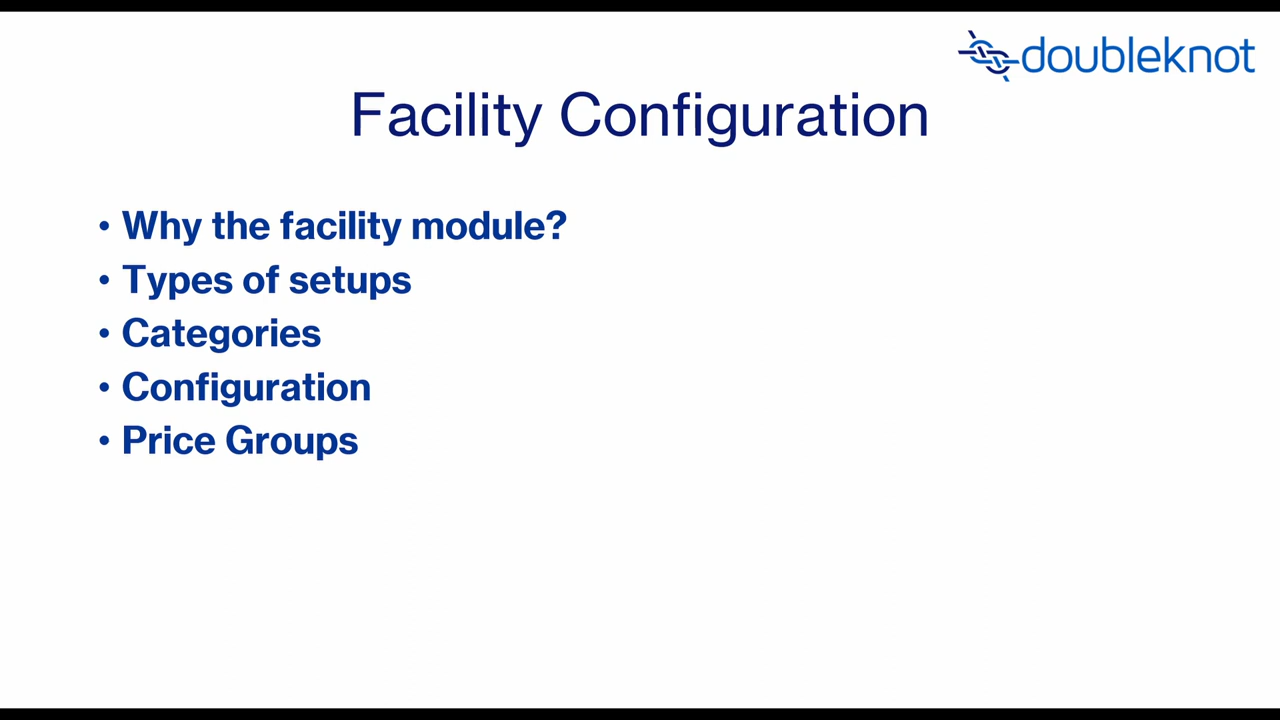 doubleknot
Facility Configuration
• Why the facility module?
• Types of setups
• Categories
• Configuration
• Price Groups